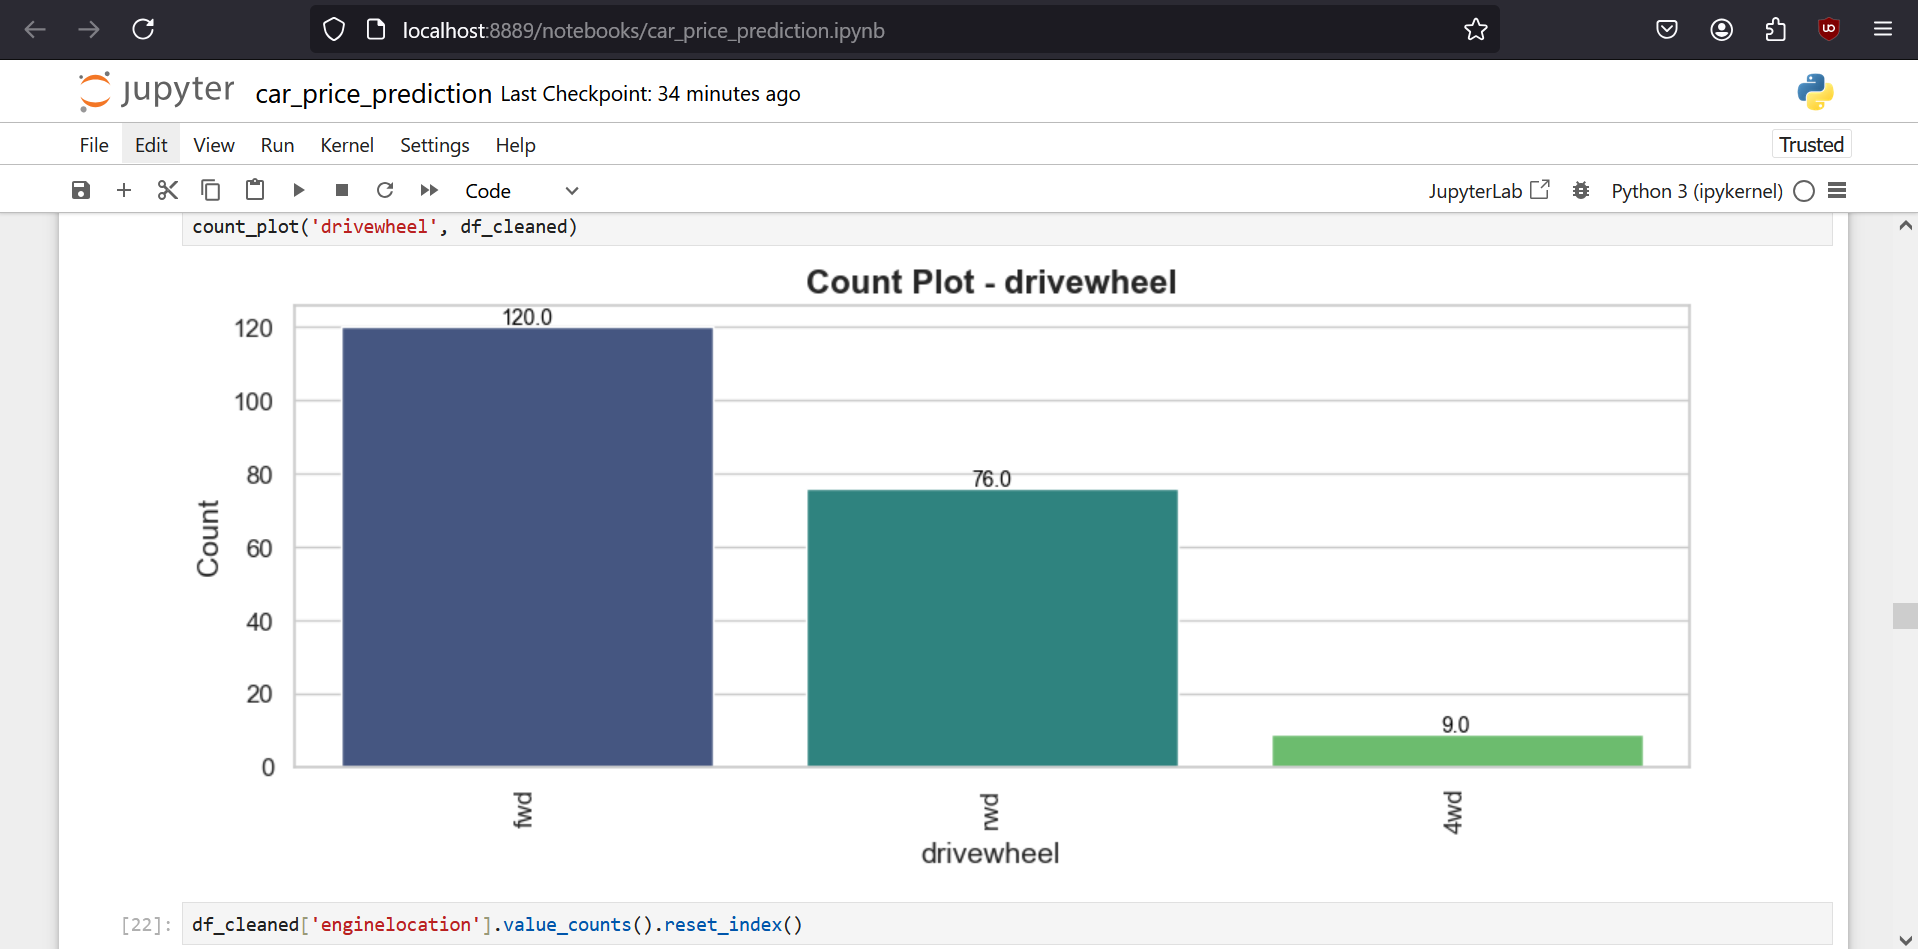 localhost:8889/notebooks/car_price_prediction.ipynb
jupyter car_price_prediction Last Checkpoint: 34 minutes ago
File Edit View Run Kernel Settings Help Trusted
Code JupyterLab Python 3 (ipykernel)
count_plot('drivewheel', df_cleaned)
Count Plot - drivewheel
120.0
120
100
80
76.0
60
40
20
9.0
0
Count
fwd rwd 4wd
drivewheel
[22]: df_cleaned['enginelocation'].value_counts().reset_index()